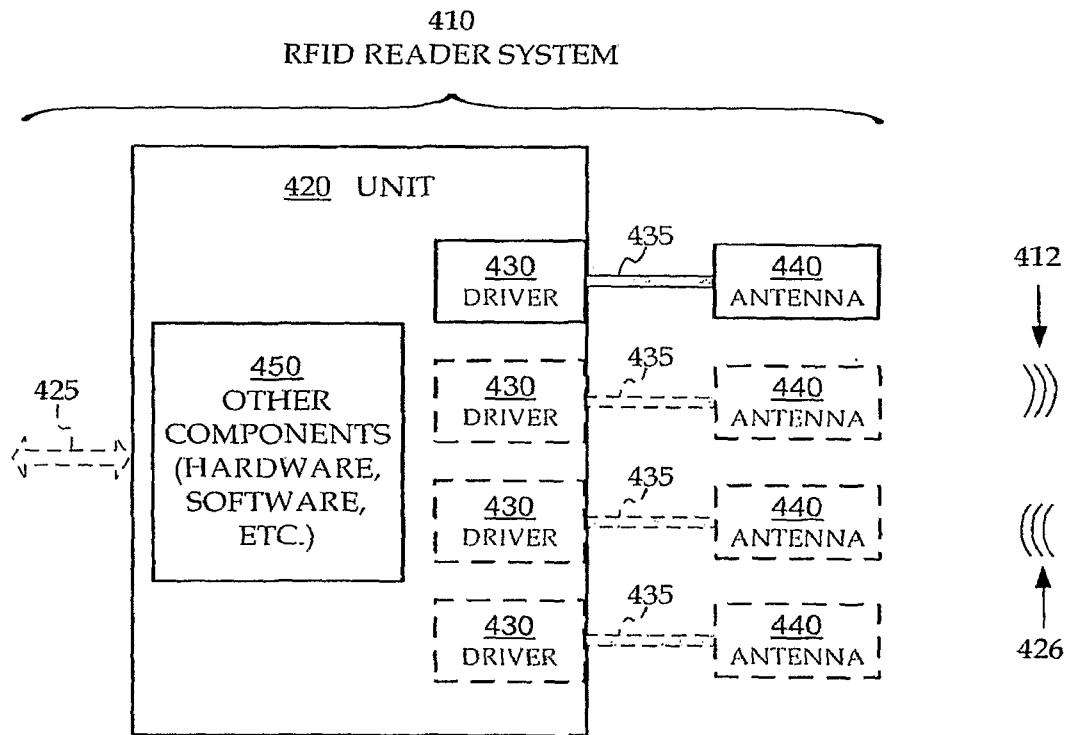 410
RFID READER SYSTEM
420 UNIT
430
DRIVER
435
440
ANTENNA
412
450
OTHER
COMPONENTS
(HARDWARE,
SOFTWARE,
ETC.)
425
430
DRIVER
435
440
ANTENNA
430
DRIVER
435
440
ANTENNA
430
DRIVER
435
440
ANTENNA
426